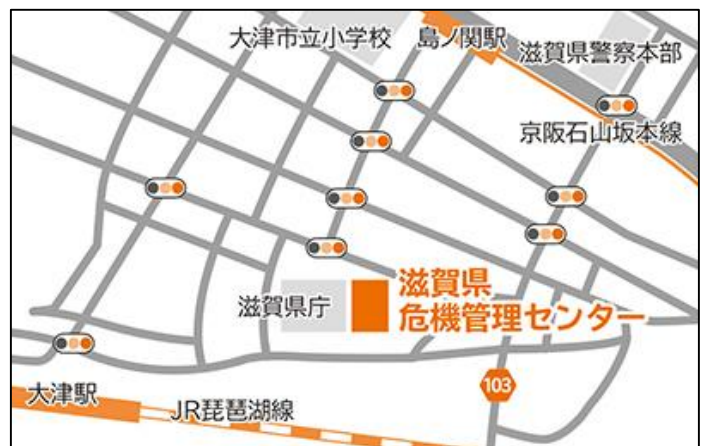 大津市立小学校
島ノ関駅
滋賀県警察本部
京阪石山坂本線
滋賀県庁
滋賀県
危機管理センター
103
大津駅
JR琵琶湖線